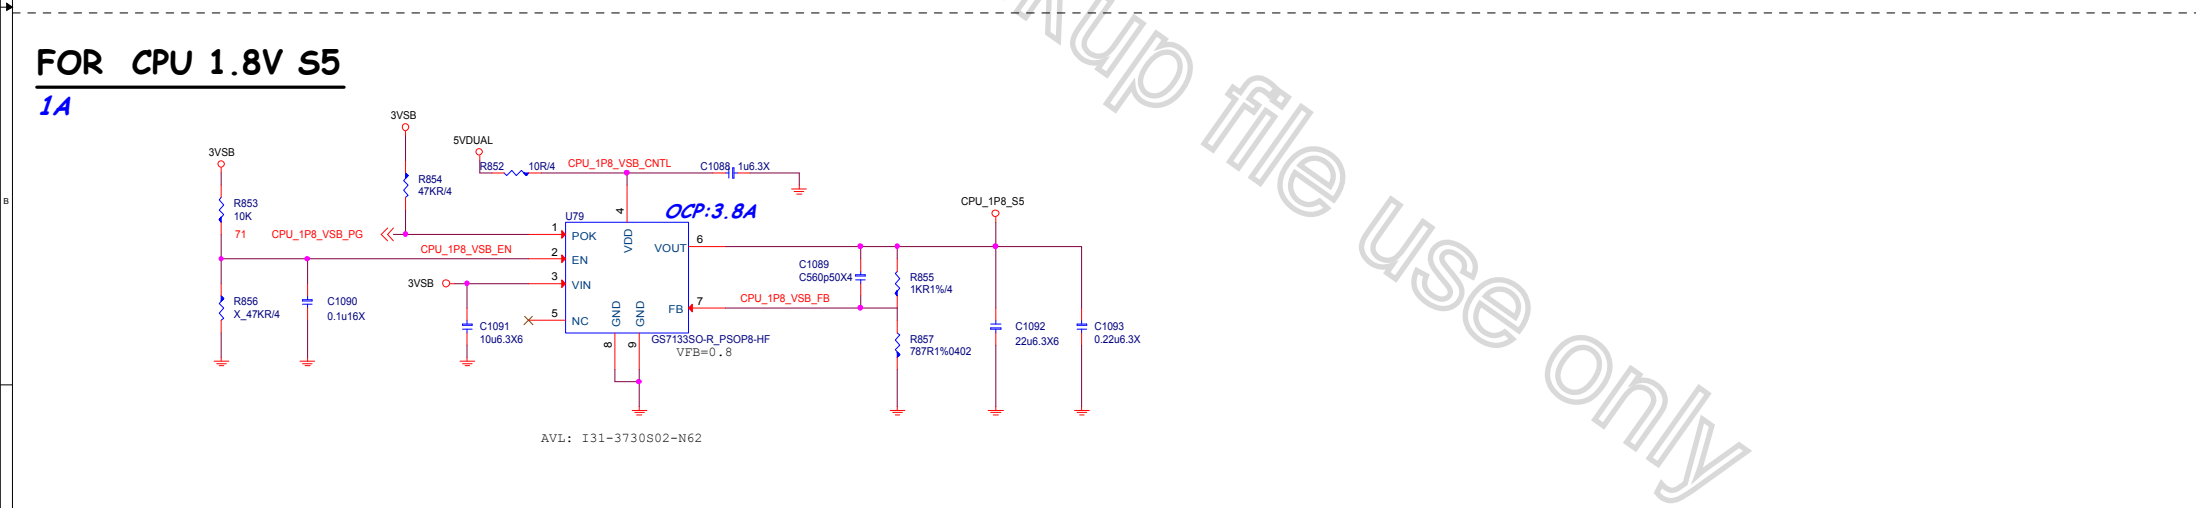 FOR CPU 1.8V S5
1A
3VSB
5VDUAL
3VSB
R852 10R/4 CPU_1P8_VSB_CNTL C1088 1u6.3X
R854
47KR/4
R853
10K
B
CPU_1P8_S5
OCP:3.8A
U79
4
71 CPU_1P8_VSB_PG
1 POK
VDD
VOUT 6
CPU_1P8_VSB_EN
2 EN
C1089
C560p50X4
R855
1KR1%/4
3VSB
3 VIN
R856
X_47KR/4
C1090
0.1u16X
CPU_1P8_VSB_FB
FB 7
GND GND
5 NC
C1091
10u6.3X6
C1092
22u6.3X6
C1093
0.22u6.3X
8 9
GS7133SO-R_PSOP8-HF
VFB=0.8
R857
787R1%0402
AVL: I31-3730S02-N62
kup file use only